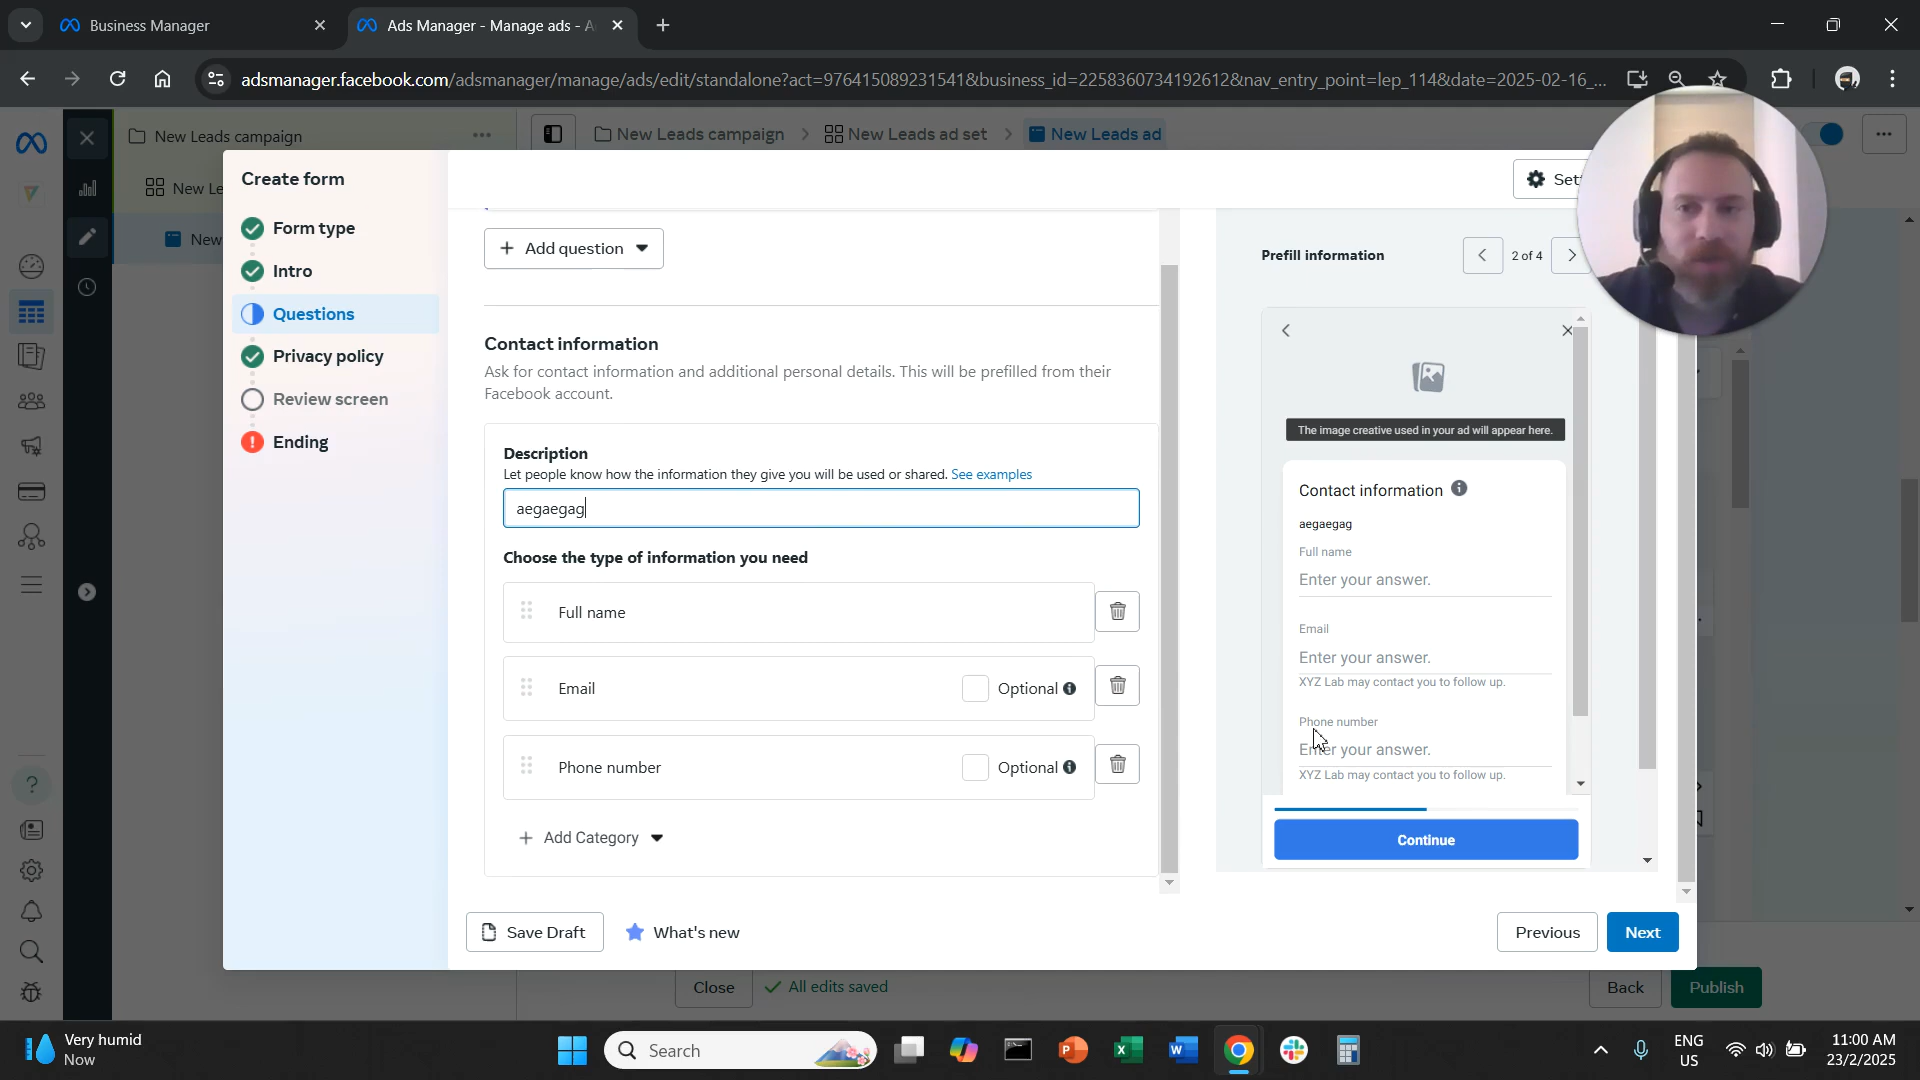 Business Manager
Ads Manager - Manage ads - A
adsmanager.facebook.com/adsmanager/manage/ads/edit/standalone?act=976415089231541&business_id=2258360734192612&nav_entry_point=lep_114&date=2025-02-16_...
New Leads campaign
New Leads campaign
New Leads ad set
New Leads ad
New Le
New
Create form
Form type
Intro
Questions
Privacy policy
Review screen
Ending
Add question
Contact information
Ask for contact information and additional personal details. This will be prefilled from their
Facebook account.
Description
Let people know how the information they give you will be used or shared. See examples
aegaegag
Choose the type of information you need
Full name
Email
Optional
Phone number
Optional
Add Category
Prefill information
2 of 4
The image creative used in your ad will appear here.
Contact information
aegaegag
Full name
Enter your answer.
Email
Enter your answer.
XYZ Lab may contact you to follow up.
Phone number
Enter your answer.
XYZ Lab may contact you to follow up.
Continue
Save Draft
What's new
Previous
Next
Close
All edits saved
Back
Publish
Very humid
Now
Search
ENG
US
11:00 AM
23/2/2025